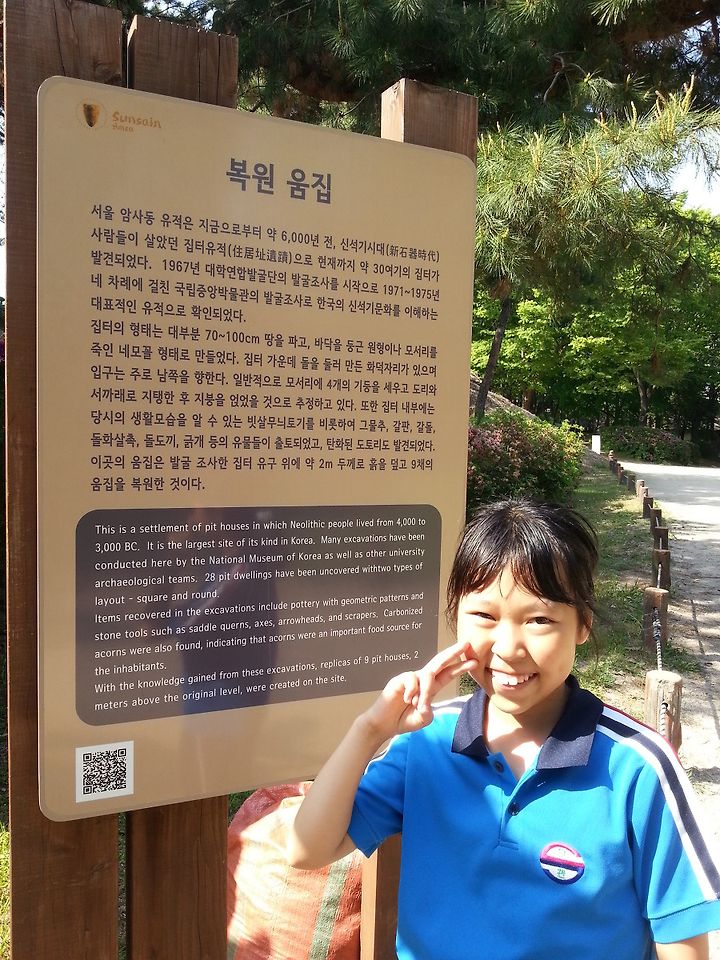 Sunsain
Korea
복원 움집
서울 암사동 유적은 지금으로부터 약 6,000년 전, 신석기시대(新石器時代)
사람들이 살았던 집터유적(住居址遺蹟)으로 현재까지 약 30여기의 집터가
발견되었다. 1967년 대학연합발굴단의 발굴조사를 시작으로 1971~1975년
네 차례에 걸친 국립중앙박물관의 발굴조사로 한국의 신석기문화를 이해하는
대표적인 유적으로 확인되었다.
집터의 형태는 대부분 70~100cm 땅을 파고, 바닥을 둥근 원형이나 모서리를
죽인 네모꼴 형태로 만들었다. 집터 가운데 돌을 둘러 만든 화덕자리가 있으며
입구는 주로 남쪽을 향한다. 일반적으로 모서리에 4개의 기둥을 세우고 도리와
서까래로 지탱한 후 지붕을 얹었을 것으로 추정하고 있다. 또한 집터 내부에는
당시의 생활모습을 알 수 있는 빗살무늬토기를 비롯하여 그물추, 갈판, 갈돌,
돌화살촉, 돌도끼, 긁개 등의 유물들이 출토되었고, 탄화된 도토리도 발견되었다.
이곳의 움집은 발굴 조사한 집터 유구 위에 약 2m 두께로 흙을 덮고 9채의
움집을 복원한 것이다.
This is a settlement of pit houses in which Neolithic people lived from 4,000 to
3,000 BC. It is the largest site of its kind in Korea. Many excavations have been
conducted here by the National Museum of Korea as well as other university
archaeological teams. 28 pit dwellings have been uncovered withtwo types of
layout - square and round.
Items recovered in the excavations include pottery with geometric patterns and
stone tools such as saddle querns, axes, arrowheads, and scrapers. Carbonized
acorns were also found, indicating that acorns were an important food source for
the inhabitants.
With the knowledge gained from these excavations, replicas of 9 pit houses, 2
meters above the original level, were created on the site.